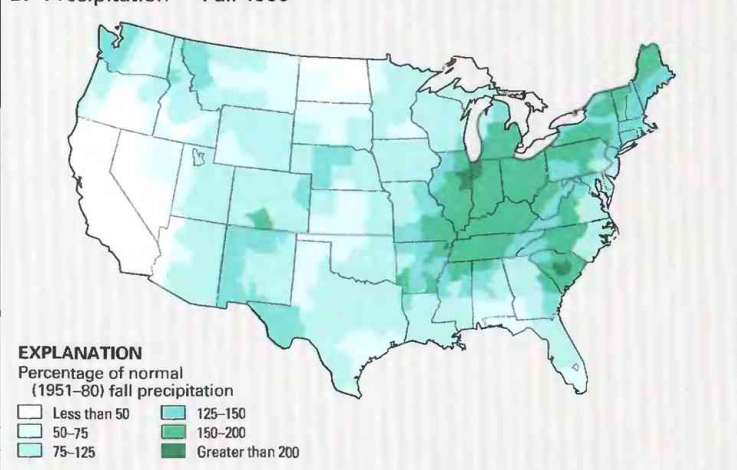 EXPLANATION
Percentage of normal
(1951–80) fall precipitation
Less than 50
50–75
75–125
125–150
150–200
Greater than 200